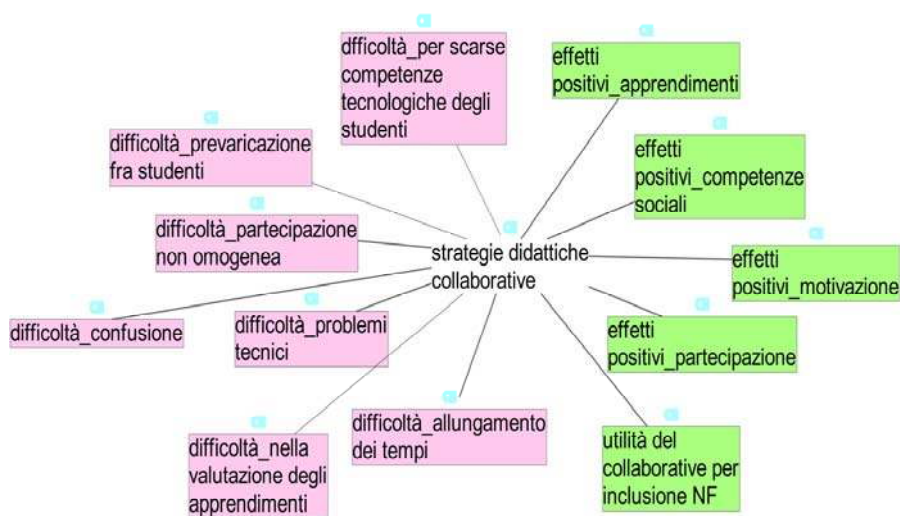 dfficoltà_per scarse
competenze
tecnologiche degli
studenti
effetti
positivi_apprendimenti
difficoltà_prevaricazione
fra studenti
effetti
positivi_competenze
sociali
difficoltà_partecipazione
non omogenea
strategie didattiche
collaborative
effetti
positivi_motivazione
difficoltà_confusione
difficoltà_problemi
tecnici
effetti
positivi_partecipazione
difficoltà_nella
valutazione degli
apprendimenti
difficoltà_allungamento
dei tempi
utilità del
collaborative per
inclusione NF